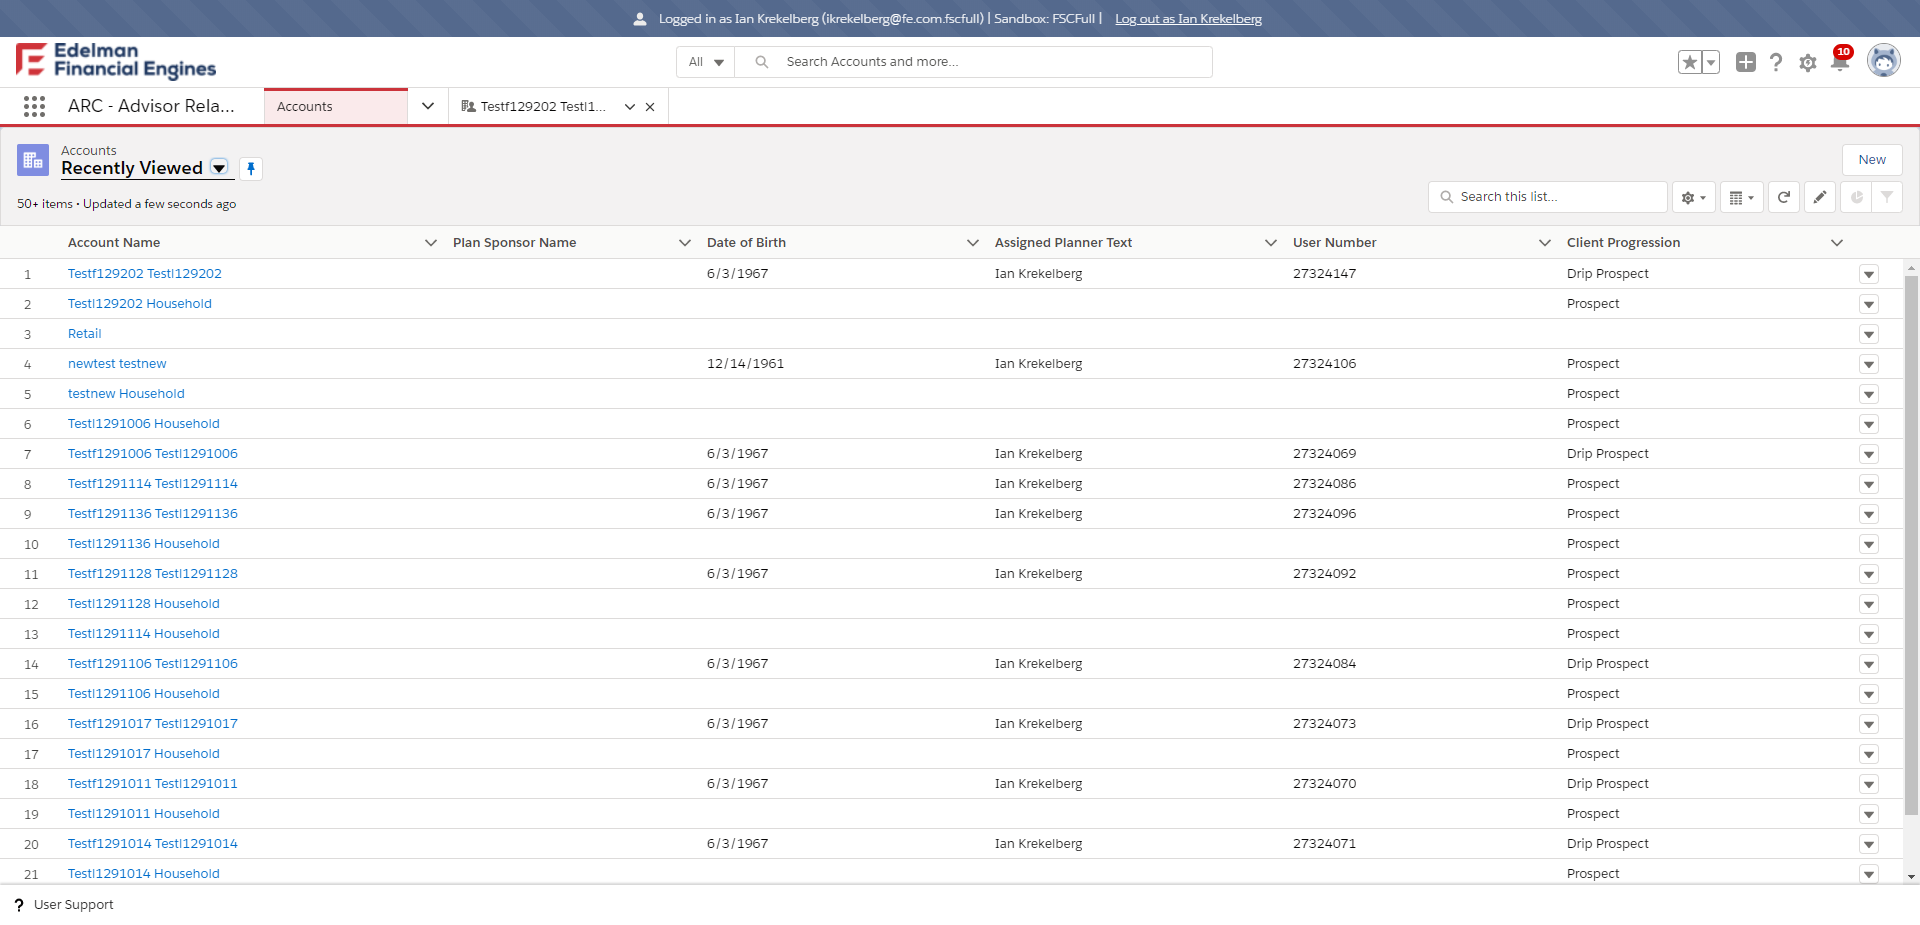 Logged in as Ian Krekelberg (ikrekelberg@fe.com.fscfull) | Sandbox: FSCFull | Log out as Ian Krekelberg
Edelman
Financial Engines
All
Search Accounts and more...
10
ARC - Advisor Rela...
Accounts
Testf129202 Testl1...
Accounts
Recently Viewed
New
50+ items • Updated a few seconds ago
Search this list...
Account Name Plan Sponsor Name Date of Birth Assigned Planner Text User Number Client Progression
1 Testf129202 Testl129202 6/3/1967 Ian Krekelberg 27324147 Drip Prospect
2 Testl129202 Household Prospect
3 Retail
4 newtest testnew 12/14/1961 Ian Krekelberg 27324106 Prospect
5 testnew Household Prospect
6 Testl1291006 Household Prospect
7 Testf1291006 Testl1291006 6/3/1967 Ian Krekelberg 27324069 Drip Prospect
8 Testf1291114 Testl1291114 6/3/1967 Ian Krekelberg 27324086 Prospect
9 Testf1291136 Testl1291136 6/3/1967 Ian Krekelberg 27324096 Prospect
10 Testl1291136 Household Prospect
11 Testf1291128 Testl1291128 6/3/1967 Ian Krekelberg 27324092 Prospect
12 Testl1291128 Household Prospect
13 Testl1291114 Household Prospect
14 Testf1291106 Testl1291106 6/3/1967 Ian Krekelberg 27324084 Drip Prospect
15 Testl1291106 Household Prospect
16 Testf1291017 Testl1291017 6/3/1967 Ian Krekelberg 27324073 Drip Prospect
17 Testl1291017 Household Prospect
18 Testf1291011 Testl1291011 6/3/1967 Ian Krekelberg 27324070 Drip Prospect
19 Testl1291011 Household Prospect
20 Testf1291014 Testl1291014 6/3/1967 Ian Krekelberg 27324071 Drip Prospect
21 Testl1291014 Household Prospect
? User Support